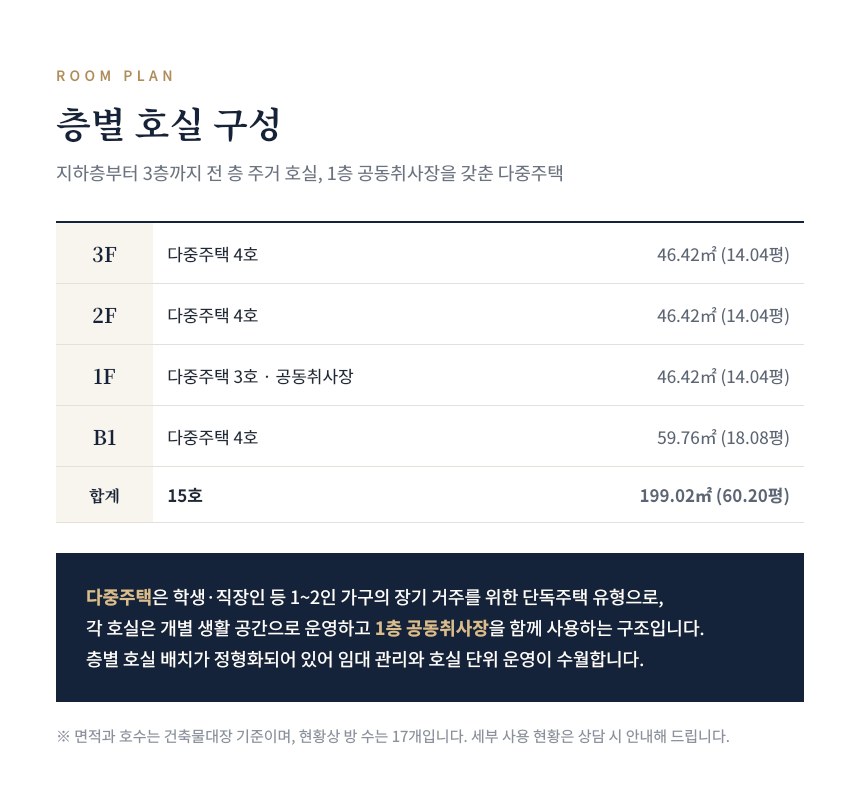 ROOM PLAN
층별 호실 구성
지하층부터 3층까지 전 층 주거 호실, 1층 공동취사장을 갖춘 다중주택
3F 다중주택 4호 46.42㎡ (14.04평)
2F 다중주택 4호 46.42㎡ (14.04평)
1F 다중주택 3호 · 공동취사장 46.42㎡ (14.04평)
B1 다중주택 4호 59.76㎡ (18.08평)
합계 15호 199.02㎡ (60.20평)
다중주택은 학생·직장인 등 1~2인 가구의 장기 거주를 위한 단독주택 유형으로,
각 호실은 개별 생활 공간으로 운영하고 1층 공동취사장을 함께 사용하는 구조입니다.
층별 호실 배치가 정형화되어 있어 임대 관리와 호실 단위 운영이 수월합니다.
※ 면적과 호수는 건축물대장 기준이며, 현황상 방 수는 17개입니다. 세부 사용 현황은 상담 시 안내해 드립니다.